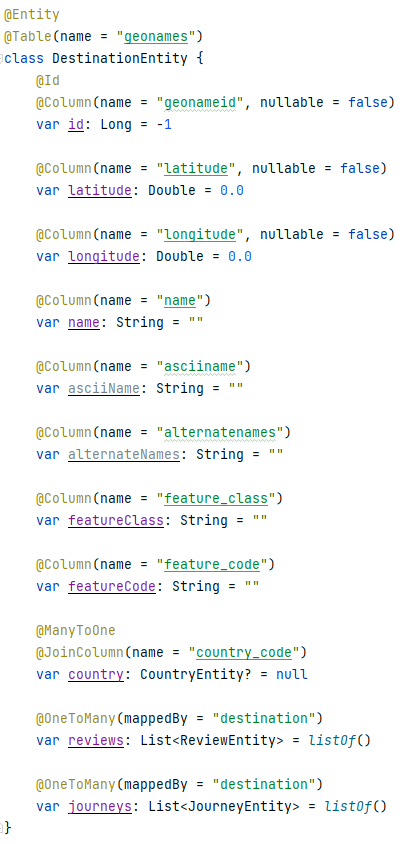 @Entity
@Table(name = "geonames")
class DestinationEntity {
    @Id
    @Column(name = "geonameid", nullable = false)
    var id: Long = -1

    @Column(name = "latitude", nullable = false)
    var latitude: Double = 0.0

    @Column(name = "longitude", nullable = false)
    var longitude: Double = 0.0

    @Column(name = "name")
    var name: String = ""

    @Column(name = "asciiname")
    var asciiName: String = ""

    @Column(name = "alternatenames")
    var alternateNames: String = ""

    @Column(name = "feature_class")
    var featureClass: String = ""

    @Column(name = "feature_code")
    var featureCode: String = ""

    @ManyToOne
    @JoinColumn(name = "country_code")
    var country: CountryEntity? = null

    @OneToMany(mappedBy = "destination")
    var reviews: List<ReviewEntity> = listOf()

    @OneToMany(mappedBy = "destination")
    var journeys: List<JourneyEntity> = listOf()
}